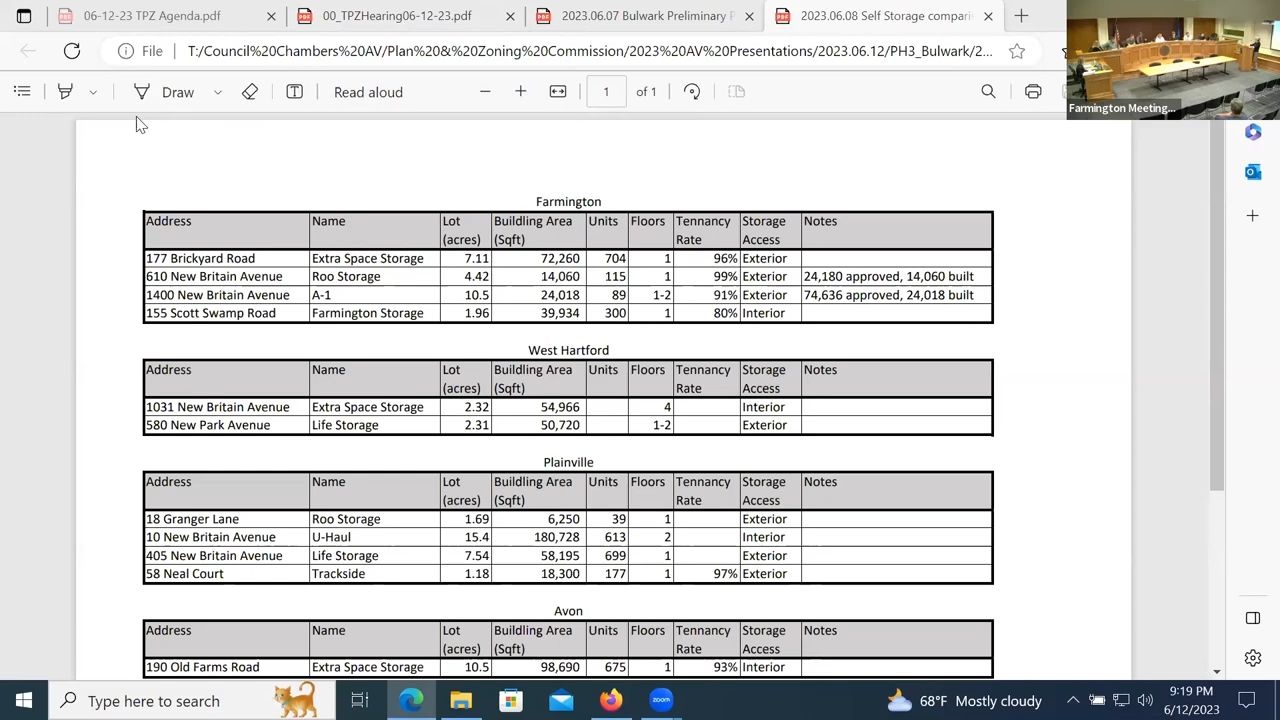 06-12-23 TPZ Agenda.pdf
00_TPZHearing06-12-23.pdf
2023.06.07 Bulwark Preliminary P
2023.06.08 Self Storage compari
File T:/Council%20Chambers%20AV/Plan%20&%20Zoning%20Commission/2023%20AV%20Presentations/2023.06.12/PH3_Bulwark/2...
Draw Read aloud 1 of 1
Farmington Meeting...
Farmington
Address Name Lot (acres) Buildling Area (Sqft) Units Floors Tennancy Rate Storage Access Notes
177 Brickyard Road Extra Space Storage 7.11 72,260 704 1 96% Exterior
610 New Britain Avenue Roo Storage 4.42 14,060 115 1 99% Exterior 24,180 approved, 14,060 built
1400 New Britain Avenue A-1 10.5 24,018 89 1-2 91% Exterior 74,636 approved, 24,018 built
155 Scott Swamp Road Farmington Storage 1.96 39,934 300 1 80% Interior
West Hartford
Address Name Lot (acres) Buildling Area (Sqft) Units Floors Tennancy Rate Storage Access Notes
1031 New Britain Avenue Extra Space Storage 2.32 54,966 4 Interior
580 New Park Avenue Life Storage 2.31 50,720 1-2 Exterior
Plainville
Address Name Lot (acres) Buildling Area (Sqft) Units Floors Tennancy Rate Storage Access Notes
18 Granger Lane Roo Storage 1.69 6,250 39 1 Exterior
10 New Britain Avenue U-Haul 15.4 180,728 613 2 Interior
405 New Britain Avenue Life Storage 7.54 58,195 699 1 Exterior
58 Neal Court Trackside 1.18 18,300 177 1 97% Exterior
Avon
Address Name Lot (acres) Buildling Area (Sqft) Units Floors Tennancy Rate Storage Access Notes
190 Old Farms Road Extra Space Storage 10.5 98,690 675 1 93% Interior
Type here to search
zoom
68°F Mostly cloudy
9:19 PM
6/12/2023